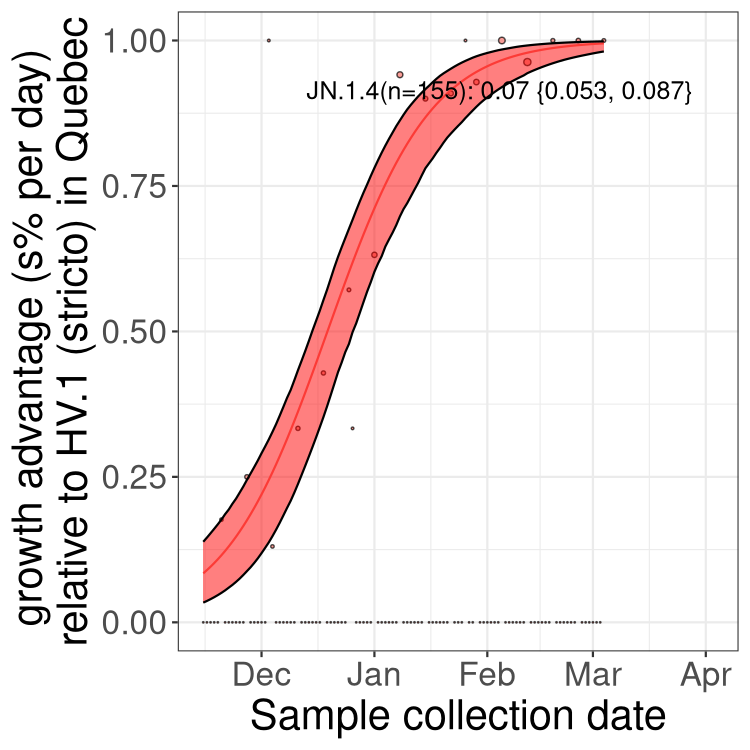 growth advantage (s% per day)
relative to HV.1 (stricto) in Quebec
1.00
0.75
0.50
0.25
0.00
JN.1.4(n=155): 0.07 {0.053, 0.087}
Dec Jan Feb Mar Apr
Sample collection date